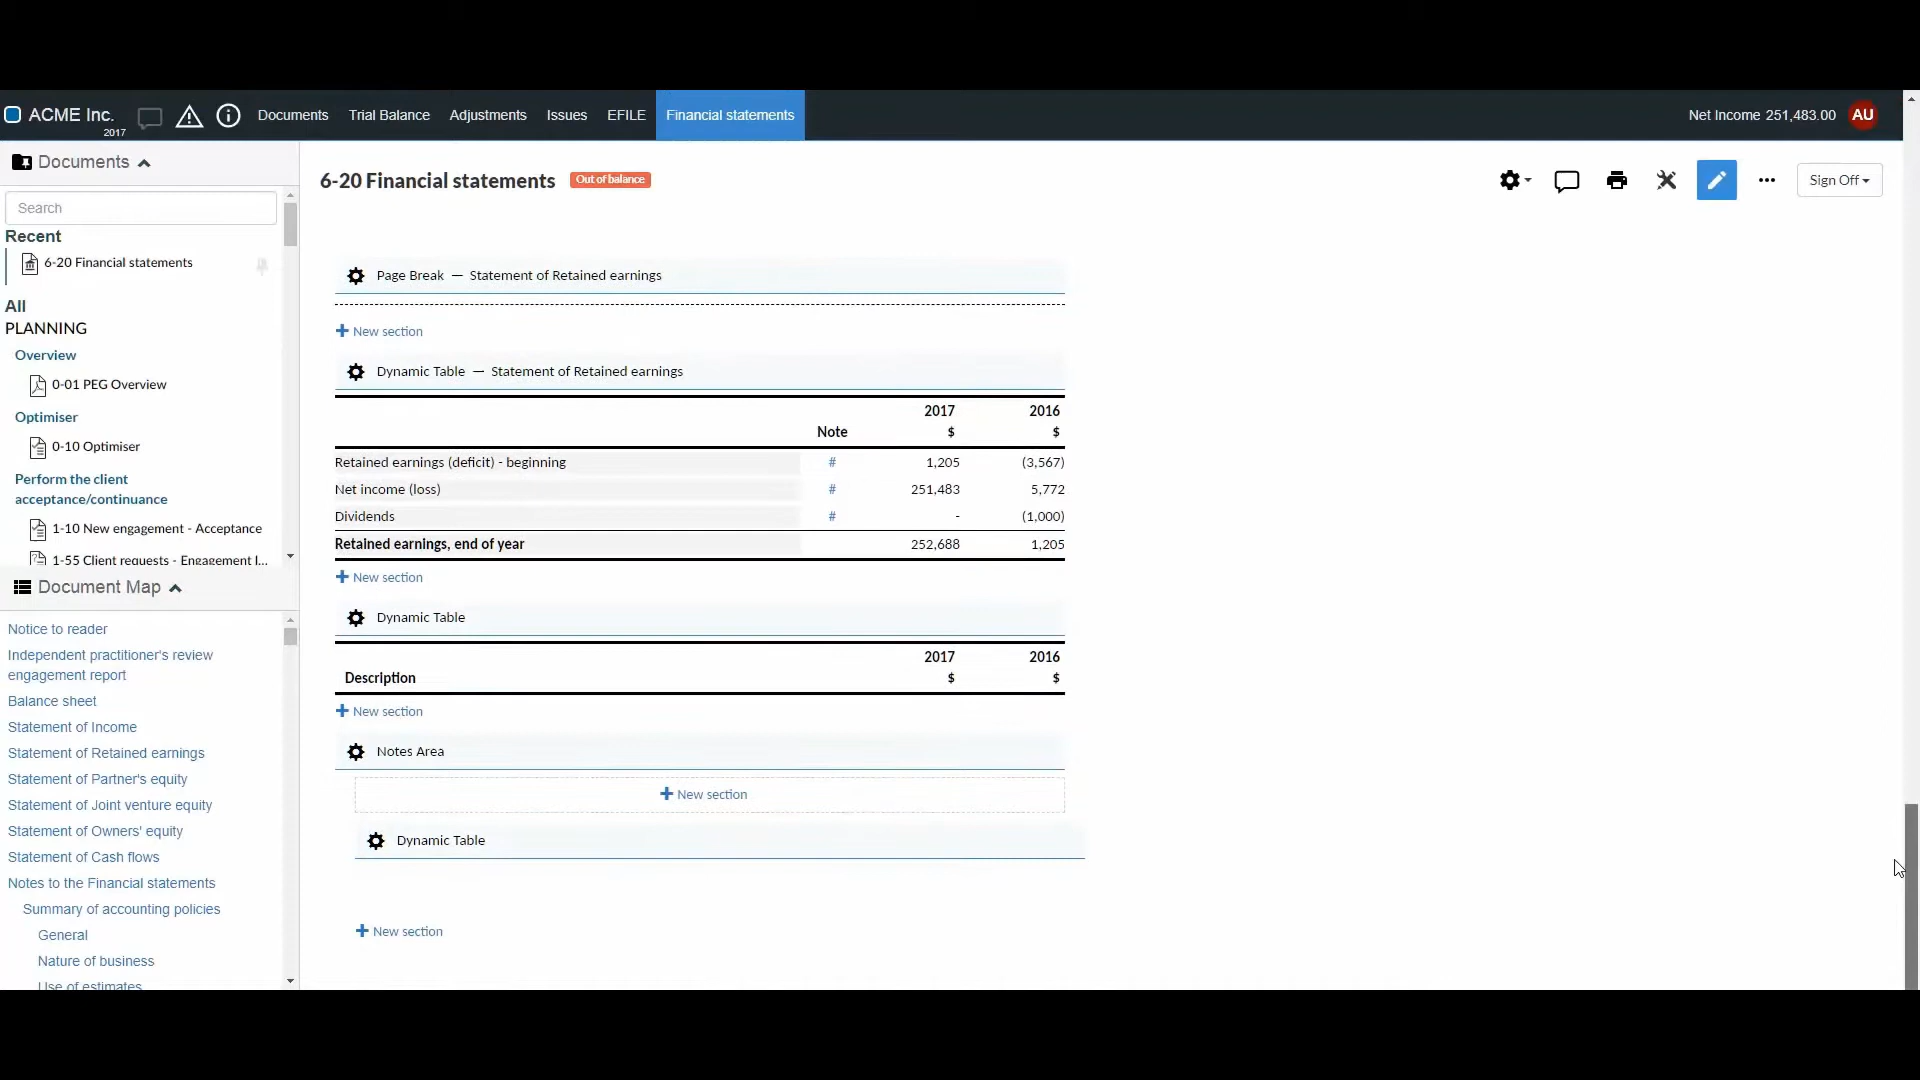 ACME Inc.
2017
Documents
Trial Balance
Adjustments
Issues
EFILE
Financial statements
Net Income 251,483.00
AU
Documents
Search
Recent
6-20 Financial statements
All
PLANNING
Overview
0-01 PEG Overview
Optimiser
0-10 Optimiser
Perform the client
acceptance/continuance
1-10 New engagement - Acceptance
1-55 Client requests - Engagement l...
Document Map
Notice to reader
Independent practitioner's review
engagement report
Balance sheet
Statement of Income
Statement of Retained earnings
Statement of Partner's equity
Statement of Joint venture equity
Statement of Owners' equity
Statement of Cash flows
Notes to the Financial statements
Summary of accounting policies
General
Nature of business
Use of estimates
6-20 Financial statements
Out of balance
Sign Off
Page Break — Statement of Retained earnings
+ New section
Dynamic Table — Statement of Retained earnings
2017 2016
Note $ $
Retained earnings (deficit) - beginning # 1,205 (3,567)
Net income (loss) # 251,483 5,772
Dividends # - (1,000)
Retained earnings, end of year 252,688 1,205
+ New section
Dynamic Table
2017 2016
Description $ $
+ New section
Notes Area
+ New section
Dynamic Table
+ New section